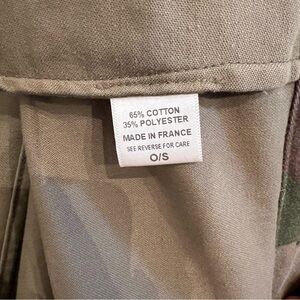 65% COTTON
35% POLYESTER
MADE IN FRANCE
SEE REVERSE FOR CARE
O/S